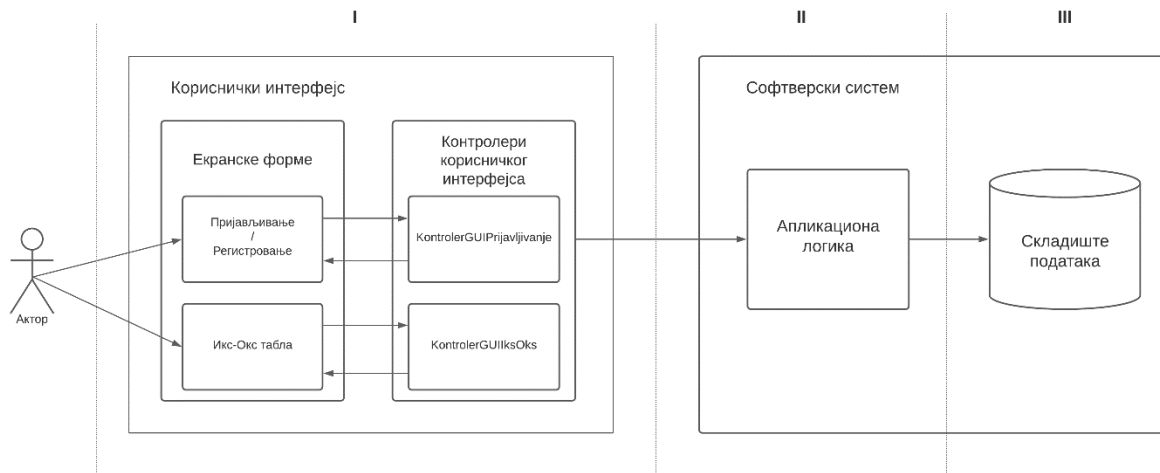 I
II
III
Кориснички интерфејс
Софтверски систем
Екранске форме
Контролери
корисничког
интерфејса
Пријављивање
/
Регистровање
KontrolerGUIPrijavljivanje
Апликациона
логика
Складиште
података
Актор
Икс-Окс табла
KontrolerGUIIksOks